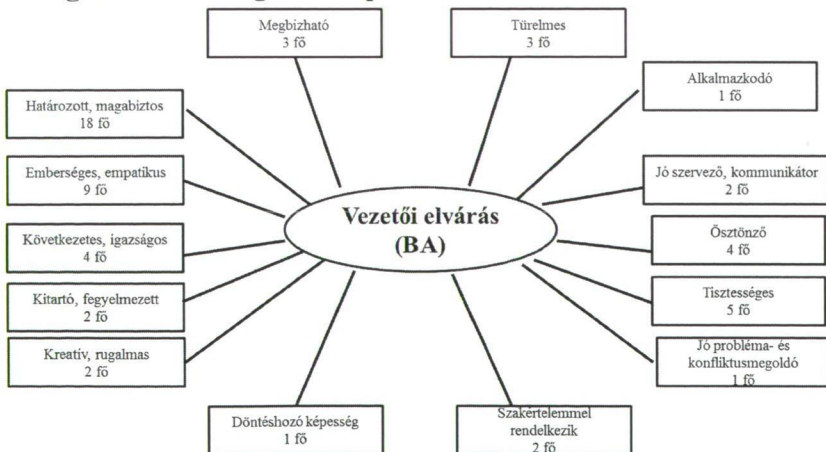 Megbízható
3 fő
Türelmes
3 fő
Alkalmazkodó
1 fő
Határozott, magabiztos
18 fő
Emberséges, empatikus
9 fő
Jó szervező, kommunikátor
2 fő
Vezetői elvárás
(BA)
Következetes, igazságos
4 fő
Ösztönző
4 fő
Kitartó, fegyelmezett
2 fő
Tisztességes
5 fő
Kreatív, rugalmas
2 fő
Jó probléma- és
konfliktusmegoldó
1 fő
Döntéshozó képesség
1 fő
Szakértelemmel
rendelkezik
2 fő